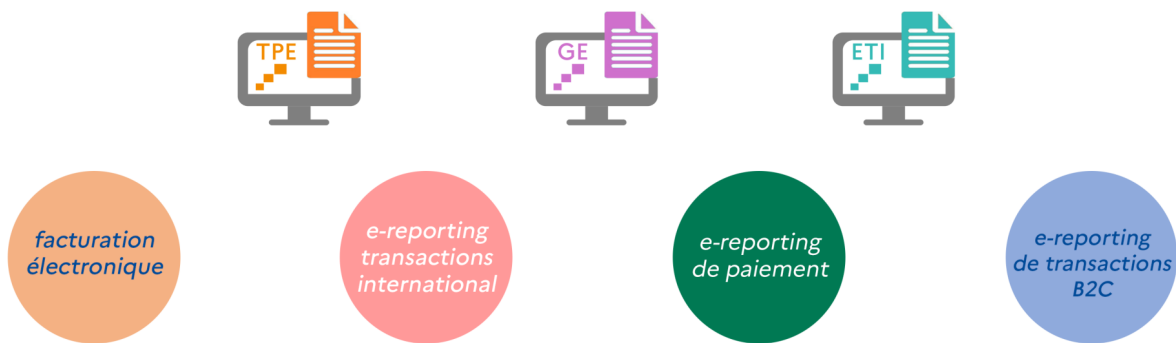 TPE
GE
ETI
facturation
électronique
e-reporting
transactions
international
e-reporting
de paiement
e-reporting
de transactions
B2C